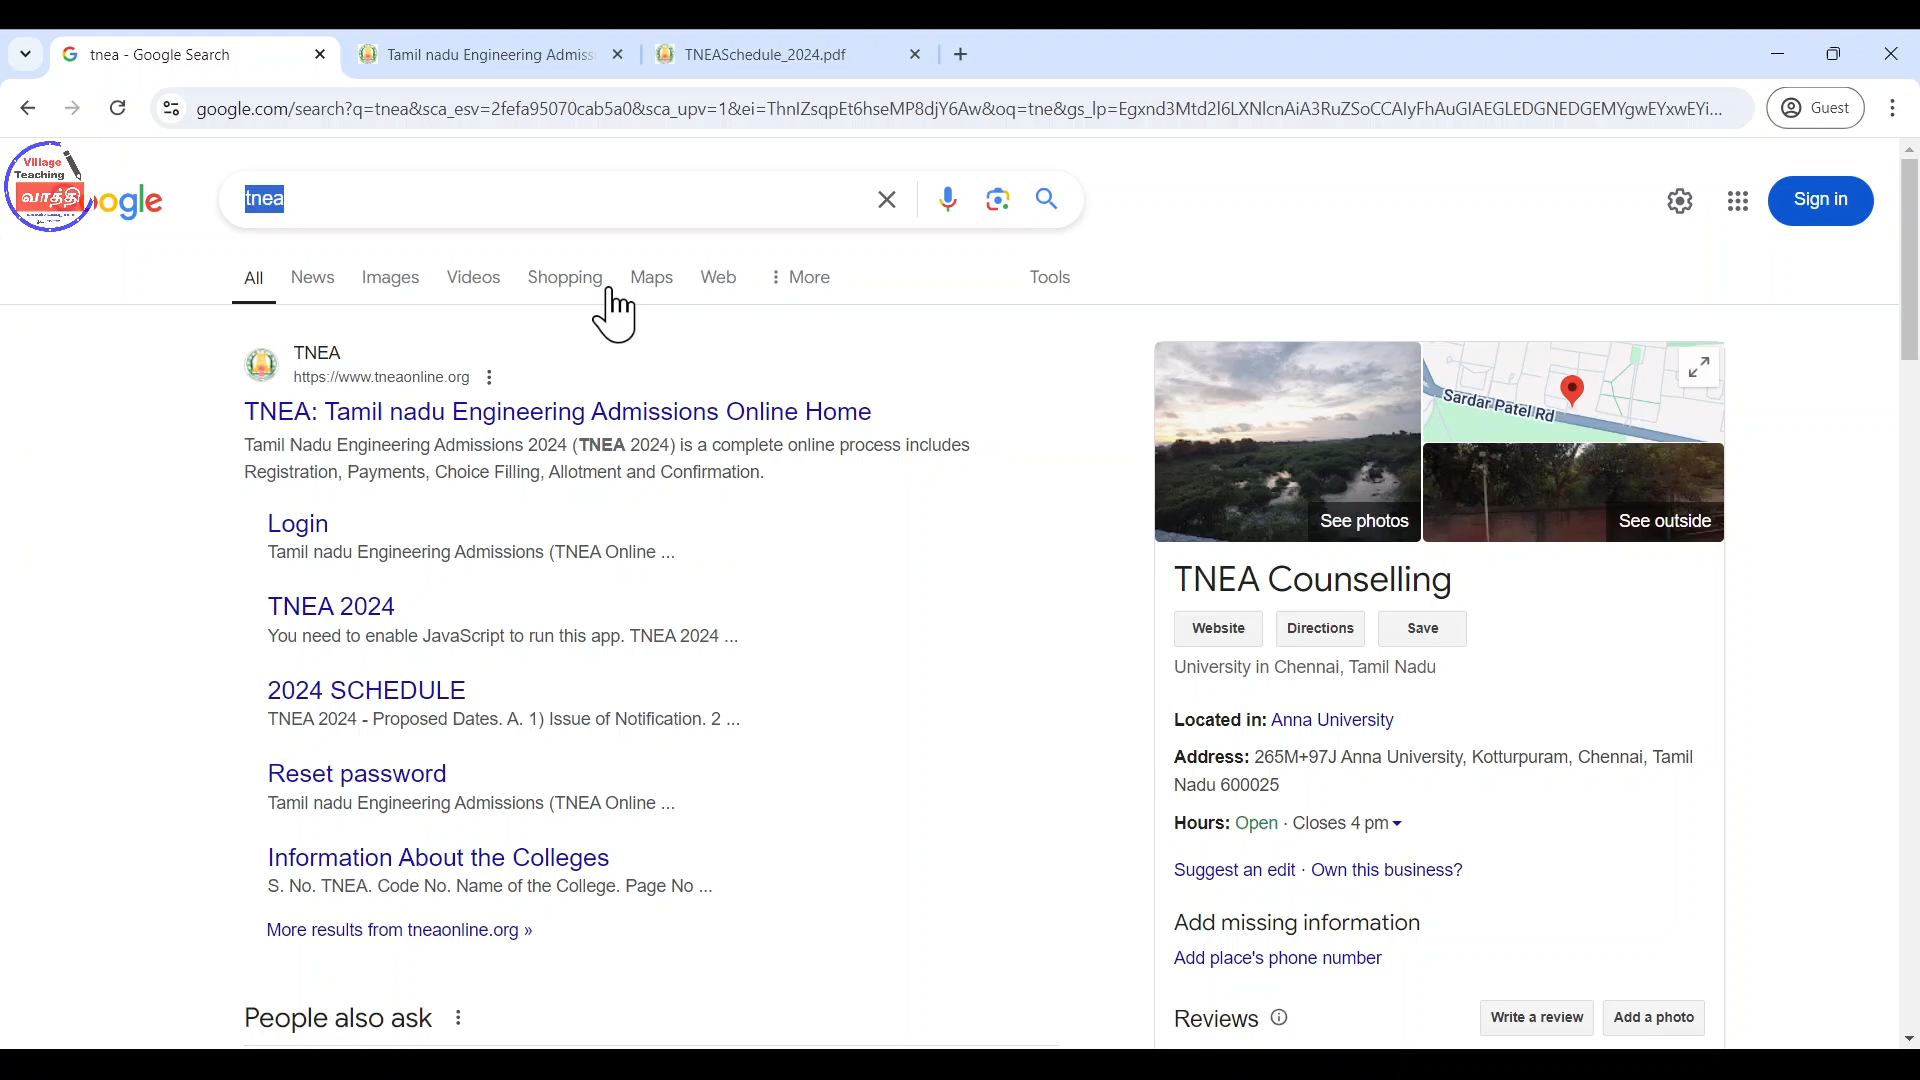 tnea - Google Search
Tamil nadu Engineering Admiss
TNEASchedule_2024.pdf
google.com/search?q=tnea&sca_esv=2fefa95070cab5a0&sca_upv=1&ei=ThnIZsqpEt6hseMP8djY6Aw&oq=tne&gs_lp=Egxnd3Mtd2l6LXNlcnAiA3RuZSoCCAIyFhAuGIAEGLEDGNEDGEMYgwEYxwEYi...
Guest
Village
Teaching
வாத்தி
ogle
tnea
Sign in
All News Images Videos Shopping Maps Web More Tools
TNEA
https://www.tneaonline.org
TNEA: Tamil nadu Engineering Admissions Online Home
Tamil Nadu Engineering Admissions 2024 (TNEA 2024) is a complete online process includes
Registration, Payments, Choice Filling, Allotment and Confirmation.
Login
Tamil nadu Engineering Admissions (TNEA Online ...
TNEA 2024
You need to enable JavaScript to run this app. TNEA 2024 ...
2024 SCHEDULE
TNEA 2024 - Proposed Dates. A. 1) Issue of Notification. 2 ...
Reset password
Tamil nadu Engineering Admissions (TNEA Online ...
Information About the Colleges
S. No. TNEA. Code No. Name of the College. Page No ...
More results from tneaonline.org »
People also ask
Sardar Patel Rd
See photos
See outside
TNEA Counselling
Website Directions Save
University in Chennai, Tamil Nadu
Located in: Anna University
Address: 265M+97J Anna University, Kotturpuram, Chennai, Tamil
Nadu 600025
Hours: Open · Closes 4 pm
Suggest an edit · Own this business?
Add missing information
Add place's phone number
Reviews
Write a review
Add a photo